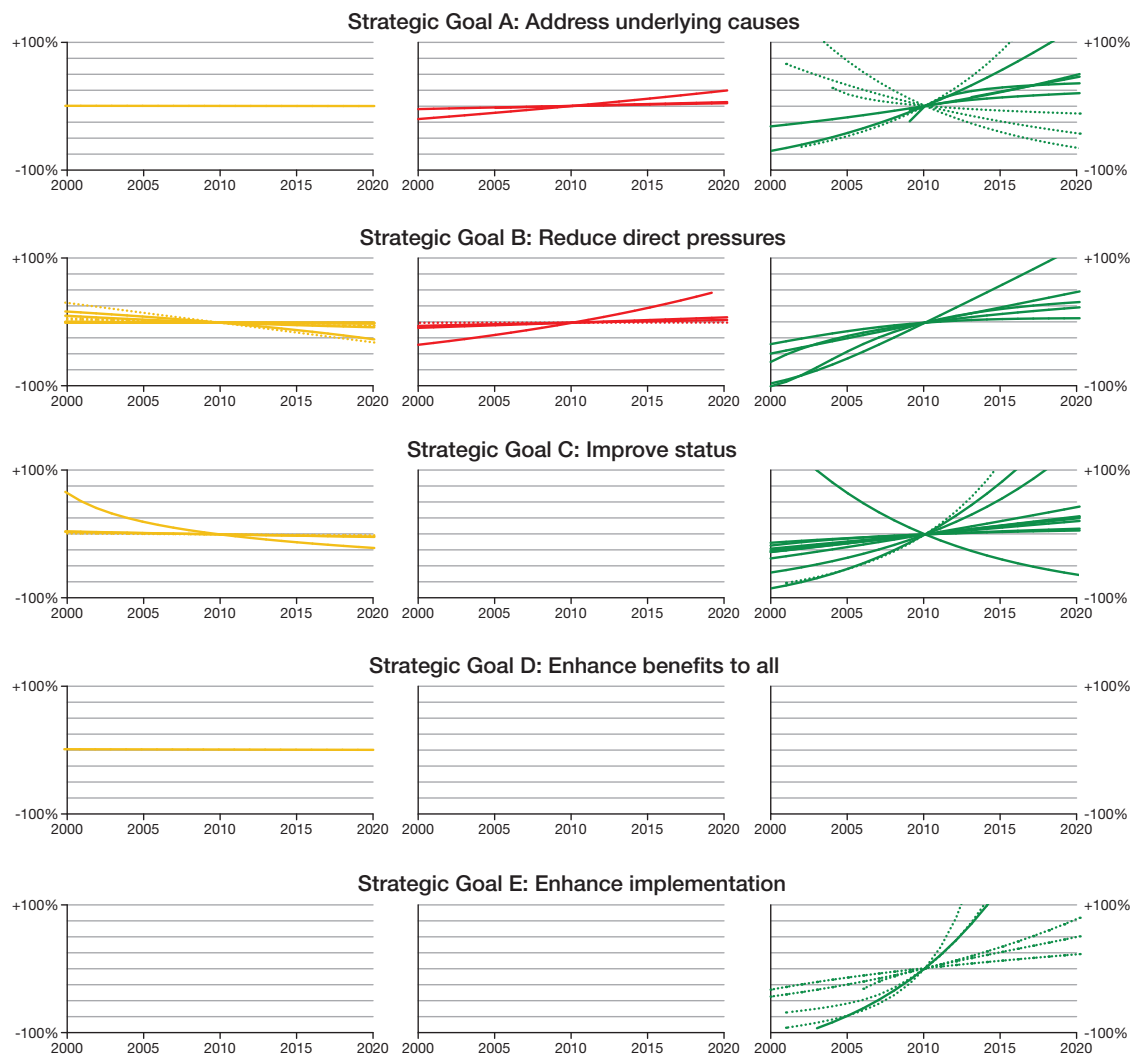 Strategic Goal A: Address underlying causes
+100% +100%
-100% -100%
2000 2005 2010 2015 2020 2000 2005 2010 2015 2020 2000 2005 2010 2015 2020
Strategic Goal B: Reduce direct pressures
+100% +100%
-100% -100%
2000 2005 2010 2015 2020 2000 2005 2010 2015 2020 2000 2005 2010 2015 2020
Strategic Goal C: Improve status
+100% +100%
-100% -100%
2000 2005 2010 2015 2020 2000 2005 2010 2015 2020 2000 2005 2010 2015 2020
Strategic Goal D: Enhance benefits to all
+100% +100%
-100% -100%
2000 2005 2010 2015 2020 2000 2005 2010 2015 2020 2000 2005 2010 2015 2020
Strategic Goal E: Enhance implementation
+100% +100%
-100% -100%
2000 2005 2010 2015 2020 2000 2005 2010 2015 2020 2000 2005 2010 2015 2020